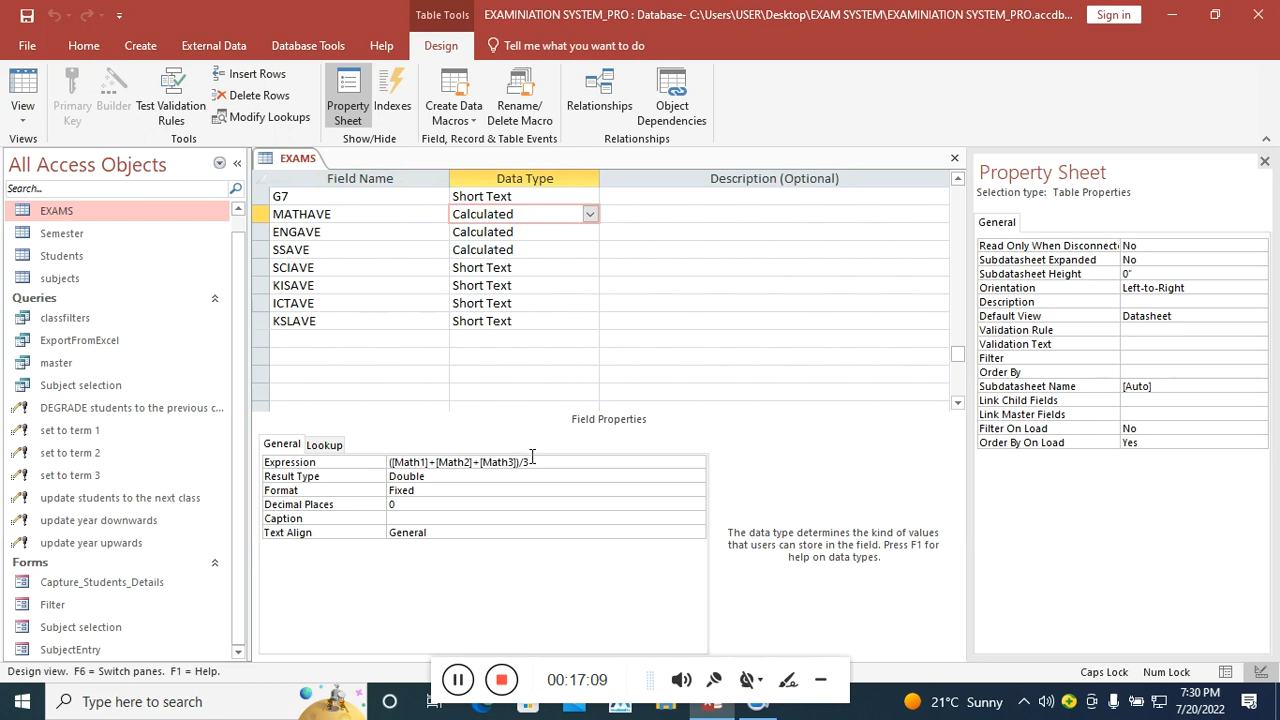 Table Tools
EXAMINIATION SYSTEM_PRO : Database- C:\Users\USER\Desktop\EXAM SYSTEM\EXAMINIATION SYSTEM_PRO.accdb...
Sign in
File Home Create External Data Database Tools Help Design Tell me what you want to do
View
Primary Key
Builder
Test Validation Rules
Insert Rows
Delete Rows
Modify Lookups
Property Sheet
Indexes
Create Data Macros
Rename/ Delete Macro
Relationships
Object Dependencies
Views Tools Show/Hide Field, Record & Table Events Relationships
All Access Objects
Search...
EXAMS
Semester
Students
subjects
Queries
classfilters
ExportFromExcel
master
Subject selection
DEGRADE students to the previous c...
set to term 1
set to term 2
set to term 3
update students to the next class
update year downwards
update year upwards
Forms
Capture_Students_Details
Filter
Subject selection
SubjectEntry
EXAMS
Field Name Data Type Description (Optional)
G7 Short Text
MATHAVE Calculated
ENGAVE Calculated
SSAVE Calculated
SCIAVE Short Text
KISAVE Short Text
ICTAVE Short Text
KSLAVE Short Text
Field Properties
General Lookup
Expression ([Math1]+[Math2]+[Math3])/3
Result Type Double
Format Fixed
Decimal Places 0
Caption
Text Align General
The data type determines the kind of values
that users can store in the field. Press F1 for
help on data types.
Property Sheet
Selection type: Table Properties
General
Read Only When Disconnecte No
Subdatasheet Expanded No
Subdatasheet Height 0"
Orientation Left-to-Right
Description
Default View Datasheet
Validation Rule
Validation Text
Filter
Order By
Subdatasheet Name [Auto]
Link Child Fields
Link Master Fields
Filter On Load No
Order By On Load Yes
Design view. F6 = Switch panes. F1 = Help.
Caps Lock Num Lock
00:17:09
Type here to search
21°C Sunny
7:30 PM
7/20/2022